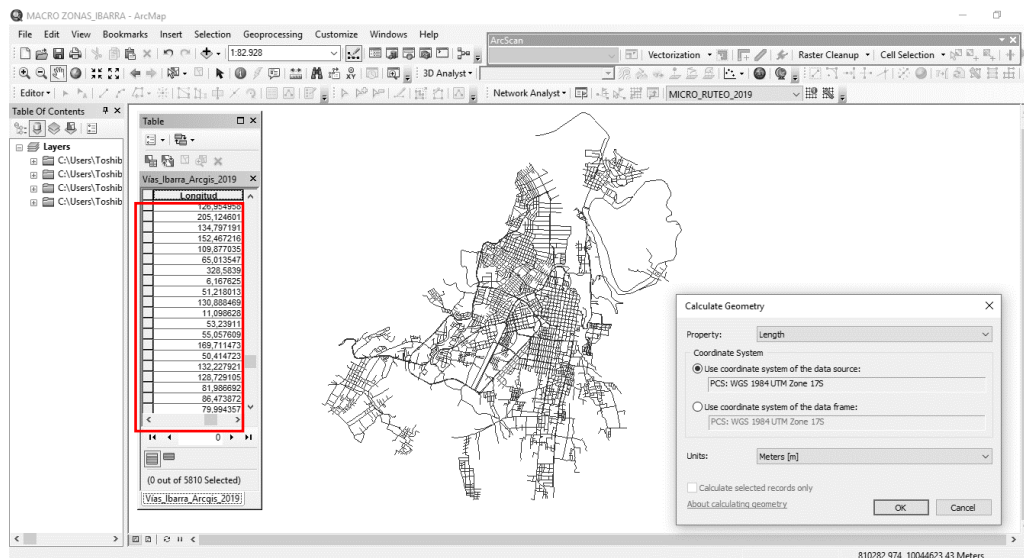 MACRO ZONAS_IBARRA - ArcMap
File Edit View Bookmarks Insert Selection Geoprocessing Customize Windows Help
ArcScan
1:82.928
Vectorization Raster Cleanup Cell Selection
3D Analyst
Editor
Network Analyst MICRO_RUTEO_2019
Table Of Contents
Layers
C:\Users\Toshib
C:\Users\Toshib
C:\Users\Toshib
C:\Users\Toshib
Table
Vías_Ibarra_Arcgis_2019
Longitud
126,954958
205,124601
134,797191
152,467216
109,877035
65,013547
328,5839
6,167625
51,218013
130,888469
11,098628
53,23911
55,057609
169,711473
50,414723
132,227921
128,729105
81,986692
86,473872
79,994357
0
(0 out of 5810 Selected)
Vías_Ibarra_Arcgis_2019
Calculate Geometry
Property: Length
Coordinate System
Use coordinate system of the data source:
PCS: WGS 1984 UTM Zone 17S
Use coordinate system of the data frame:
PCS: WGS 1984 UTM Zone 17S
Units: Meters [m]
Calculate selected records only
About calculating geometry
OK Cancel
810282,974 10044623,43 Meters